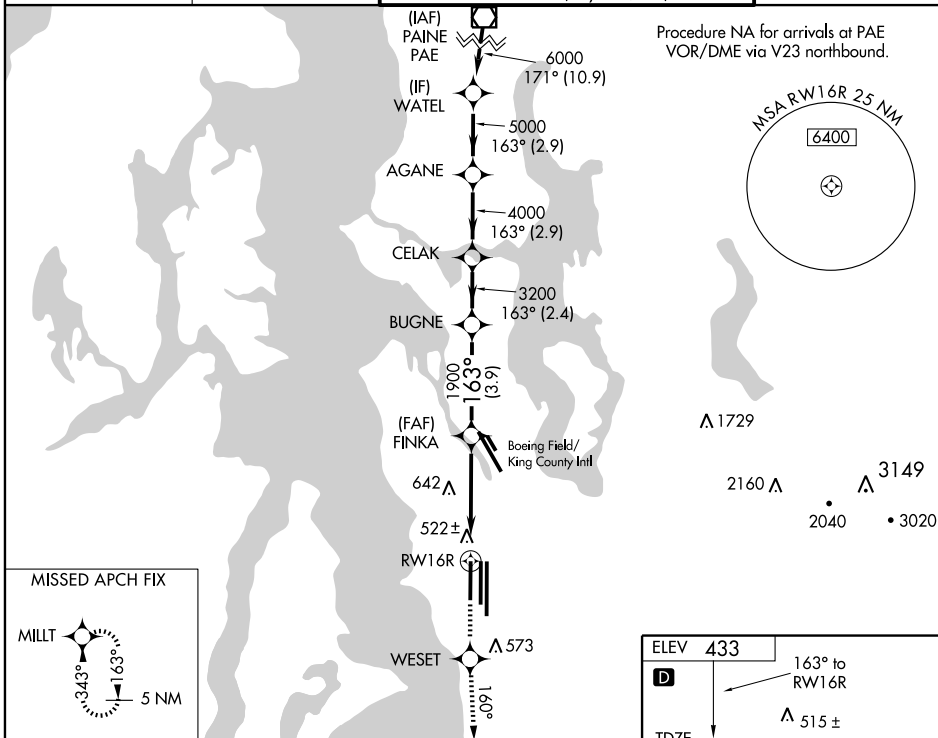 (IAF)
PAINE
PAE
6000
171° (10.9)
Procedure NA for arrivals at PAE
VOR/DME via V23 northbound.
(IF)
WATEL
5000
163° (2.9)
MSA RW16R 25 NM
6400
AGANE
4000
163° (2.9)
CELAK
3200
163° (2.4)
BUGNE
1900
163°
(3.9)
(FAF)
FINKA
Boeing Field/
King County Intl
1729
642
2160
3149
2040
3020
522 ±
RW16R
MISSED APCH FIX
MILLT
343°
163°
5 NM
WESET
573
160°
ELEV 433
D
163° to
RW16R
515 ±